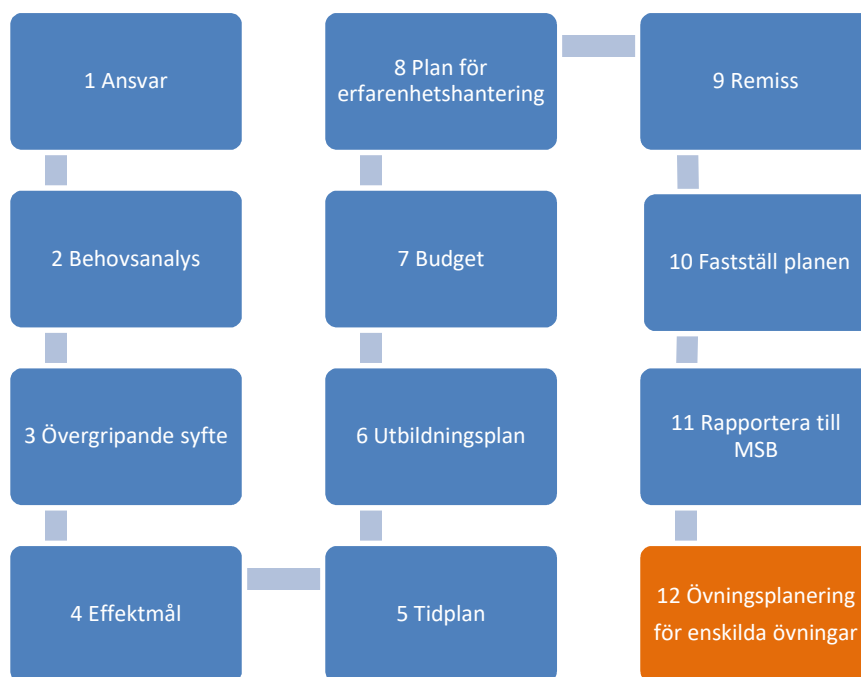 1 Ansvar
2 Behovsanalys
3 Övergripande syfte
4 Effektmål
5 Tidplan
6 Utbildningsplan
7 Budget
8 Plan för
erfarenhetshantering
9 Remiss
10 Fastställ planen
11 Rapportera till
MSB
12 Övningsplanering
för enskilda övningar